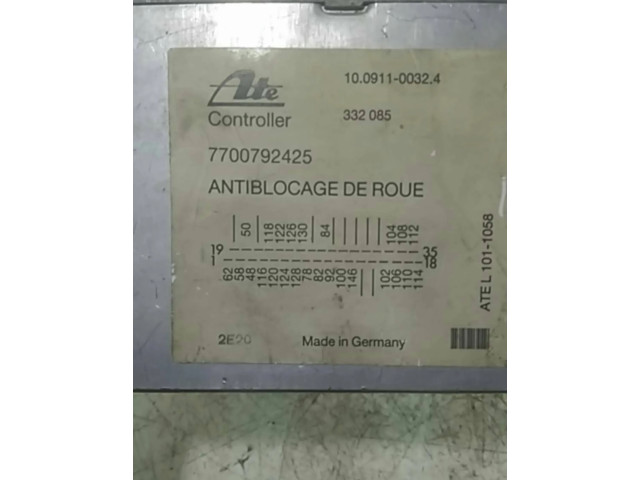 Ate
10.0911-0032.4
Controller
332 085
7700792425
ANTIBLOCAGE DE ROUE
50 118 122 126 130 84 104 108 112
19 35
1 18
62 58 48 116 120 124 128 78 82 92 100 146 102 106 110 114
ATE L 101-1058
2E20
Made in Germany